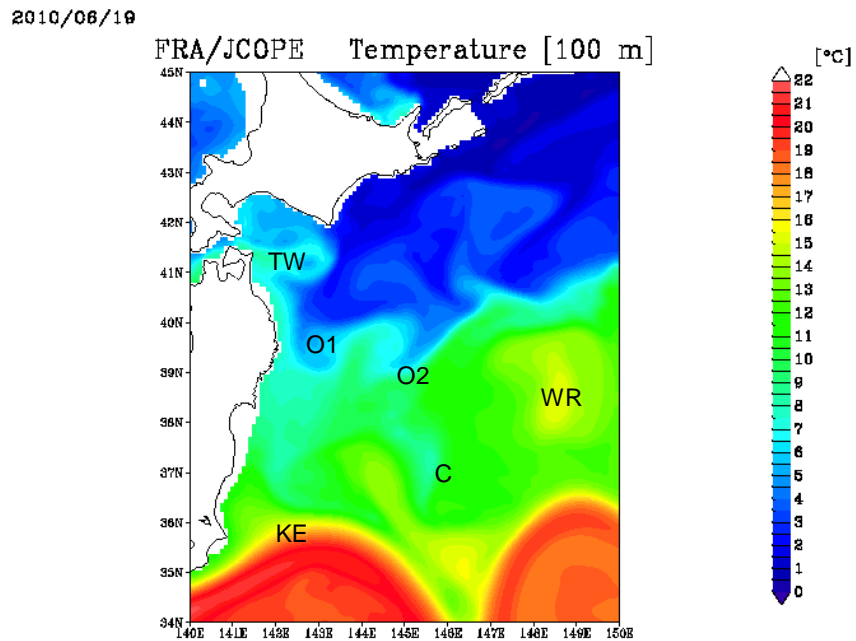 2010/06/19
FRA/JCOPE Temperature [100 m]
[°C]
45N
44N
43N
42N
41N
40N
39N
38N
37N
36N
35N
34N
140E 141E 142E 143E 144E 145E 146E 147E 148E 149E 150E
TW
O1
O2
WR
C
KE
22
21
20
19
18
17
16
15
14
13
12
11
10
9
8
7
6
5
4
3
2
1
0